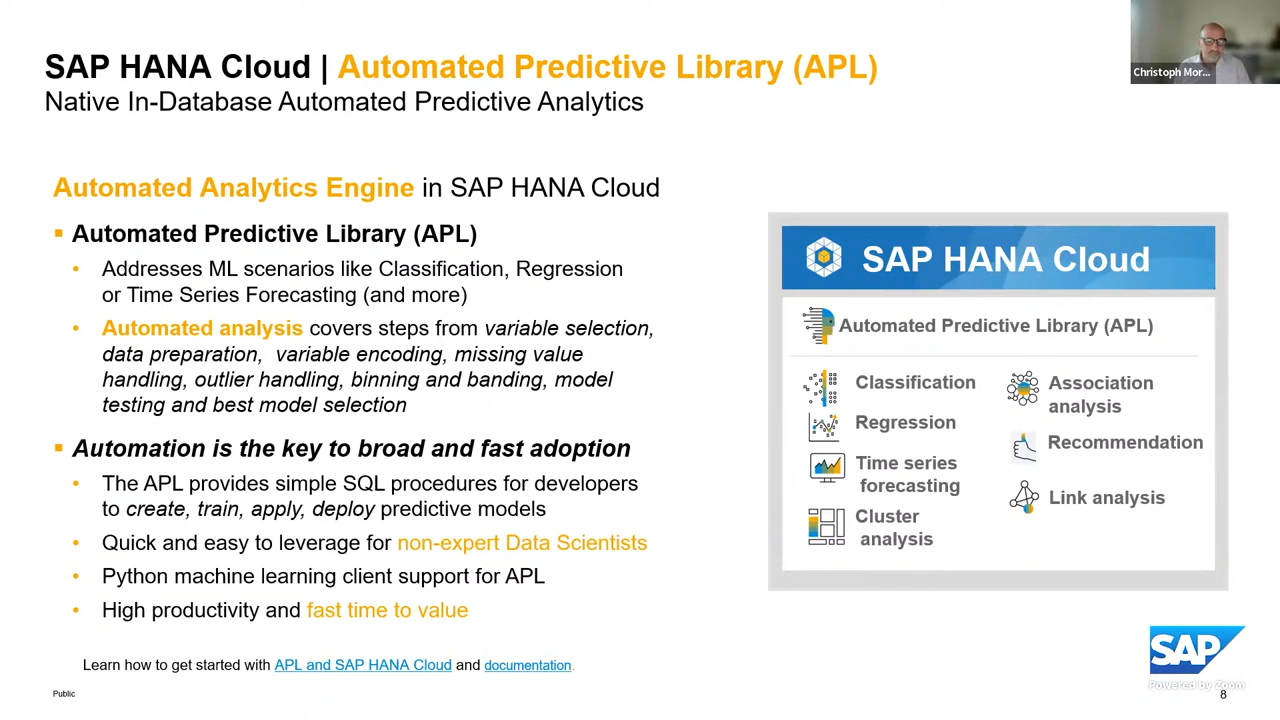 SAP HANA Cloud | Automated Predictive Library (APL)
Native In-Database Automated Predictive Analytics
Christoph Mor...
Automated Analytics Engine in SAP HANA Cloud
▪ Automated Predictive Library (APL)
• Addresses ML scenarios like Classification, Regression
or Time Series Forecasting (and more)
• Automated analysis covers steps from variable selection,
data preparation, variable encoding, missing value
handling, outlier handling, binning and banding, model
testing and best model selection
▪ Automation is the key to broad and fast adoption
• The APL provides simple SQL procedures for developers
to create, train, apply, deploy predictive models
• Quick and easy to leverage for non-expert Data Scientists
• Python machine learning client support for APL
• High productivity and fast time to value
Learn how to get started with APL and SAP HANA Cloud and documentation.
SAP HANA Cloud
Automated Predictive Library (APL)
Classification
Regression
Time series
forecasting
Cluster
analysis
Association
analysis
Recommendation
Link analysis
SAP
Powered by Zoom
Public
8